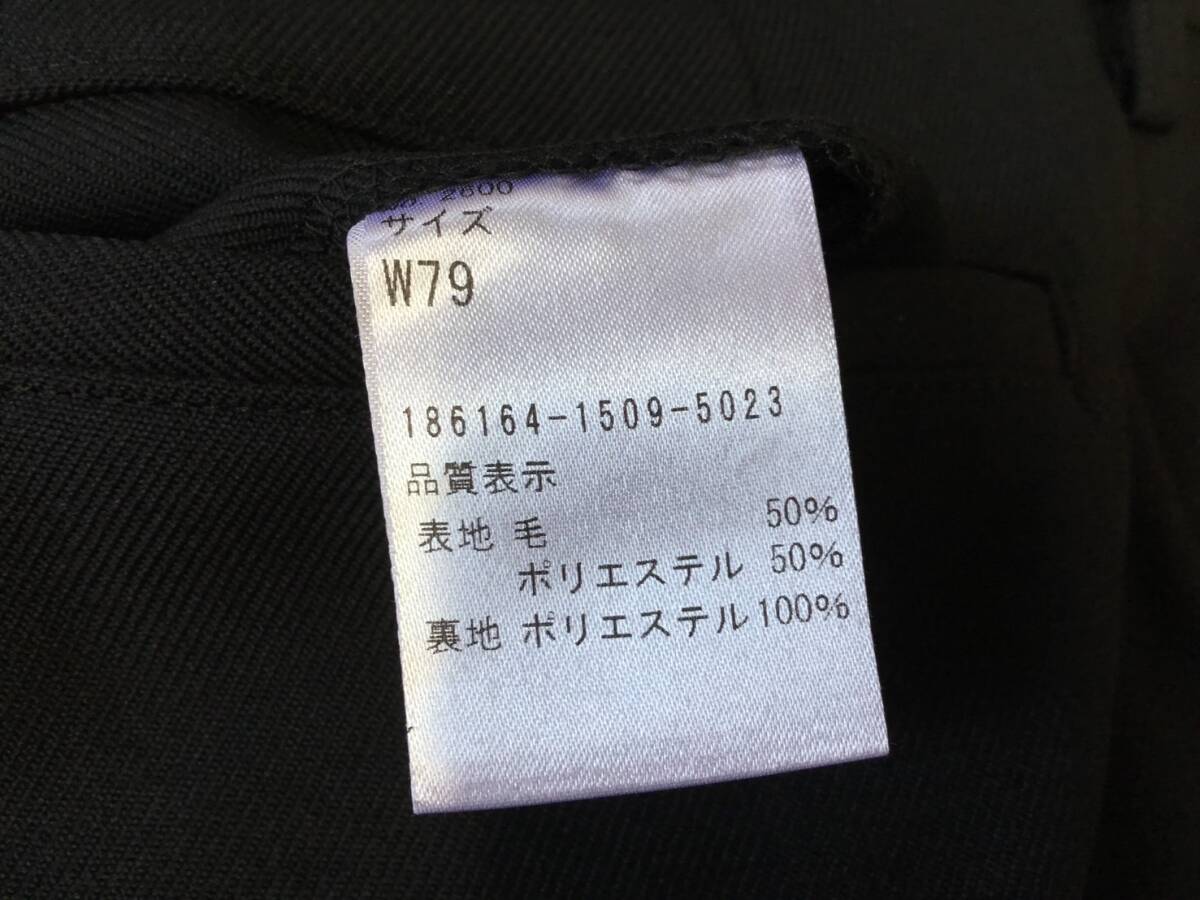 2600
サイズ
W79
186164-1509-5023
品質表示
表地 毛 50%
ポリエステル 50%
裏地 ポリエステル 100%